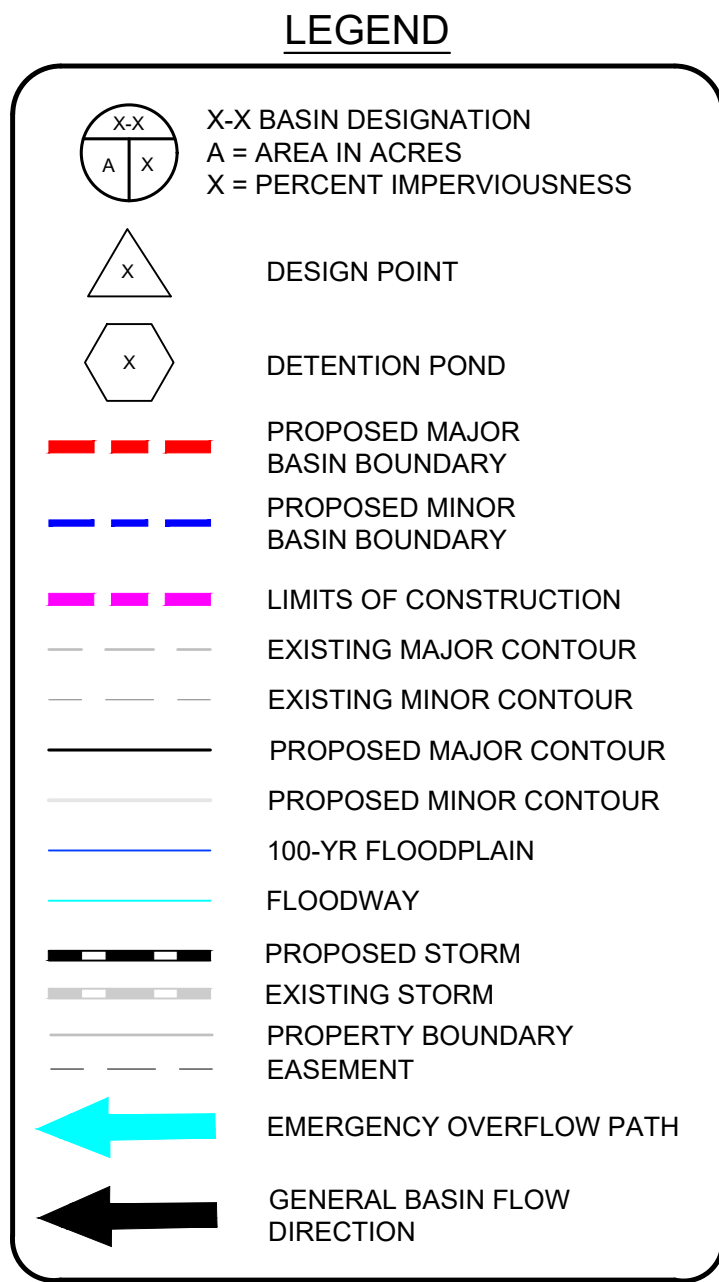 LEGEND
X-X
A X
X-X BASIN DESIGNATION
A = AREA IN ACRES
X = PERCENT IMPERVIOUSNESS
X
DESIGN POINT
X
DETENTION POND
PROPOSED MAJOR
BASIN BOUNDARY
PROPOSED MINOR
BASIN BOUNDARY
LIMITS OF CONSTRUCTION
EXISTING MAJOR CONTOUR
EXISTING MINOR CONTOUR
PROPOSED MAJOR CONTOUR
PROPOSED MINOR CONTOUR
100-YR FLOODPLAIN
FLOODWAY
PROPOSED STORM
EXISTING STORM
PROPERTY BOUNDARY
EASEMENT
EMERGENCY OVERFLOW PATH
GENERAL BASIN FLOW
DIRECTION